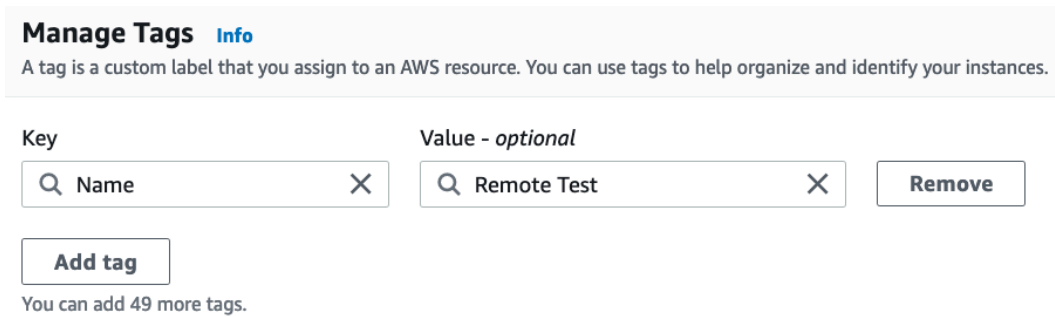 Manage Tags Info
A tag is a custom label that you assign to an AWS resource. You can use tags to help organize and identify your instances.
Key Value - optional
Name Remote Test Remove
Add tag
You can add 49 more tags.